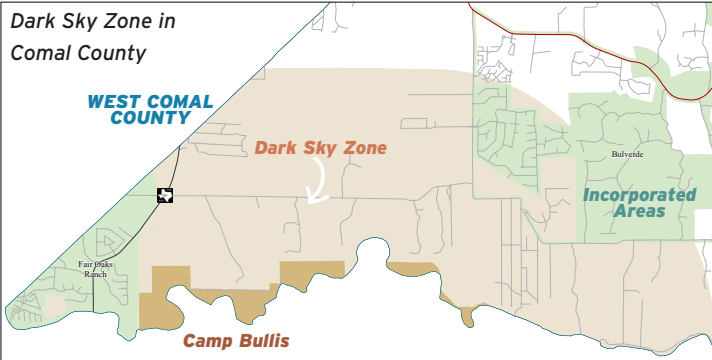 Dark Sky Zone in
Comal County
WEST COMAL
COUNTY
Dark Sky Zone
Bulverde
Incorporated
Areas
Fair Oaks
Ranch
Camp Bullis